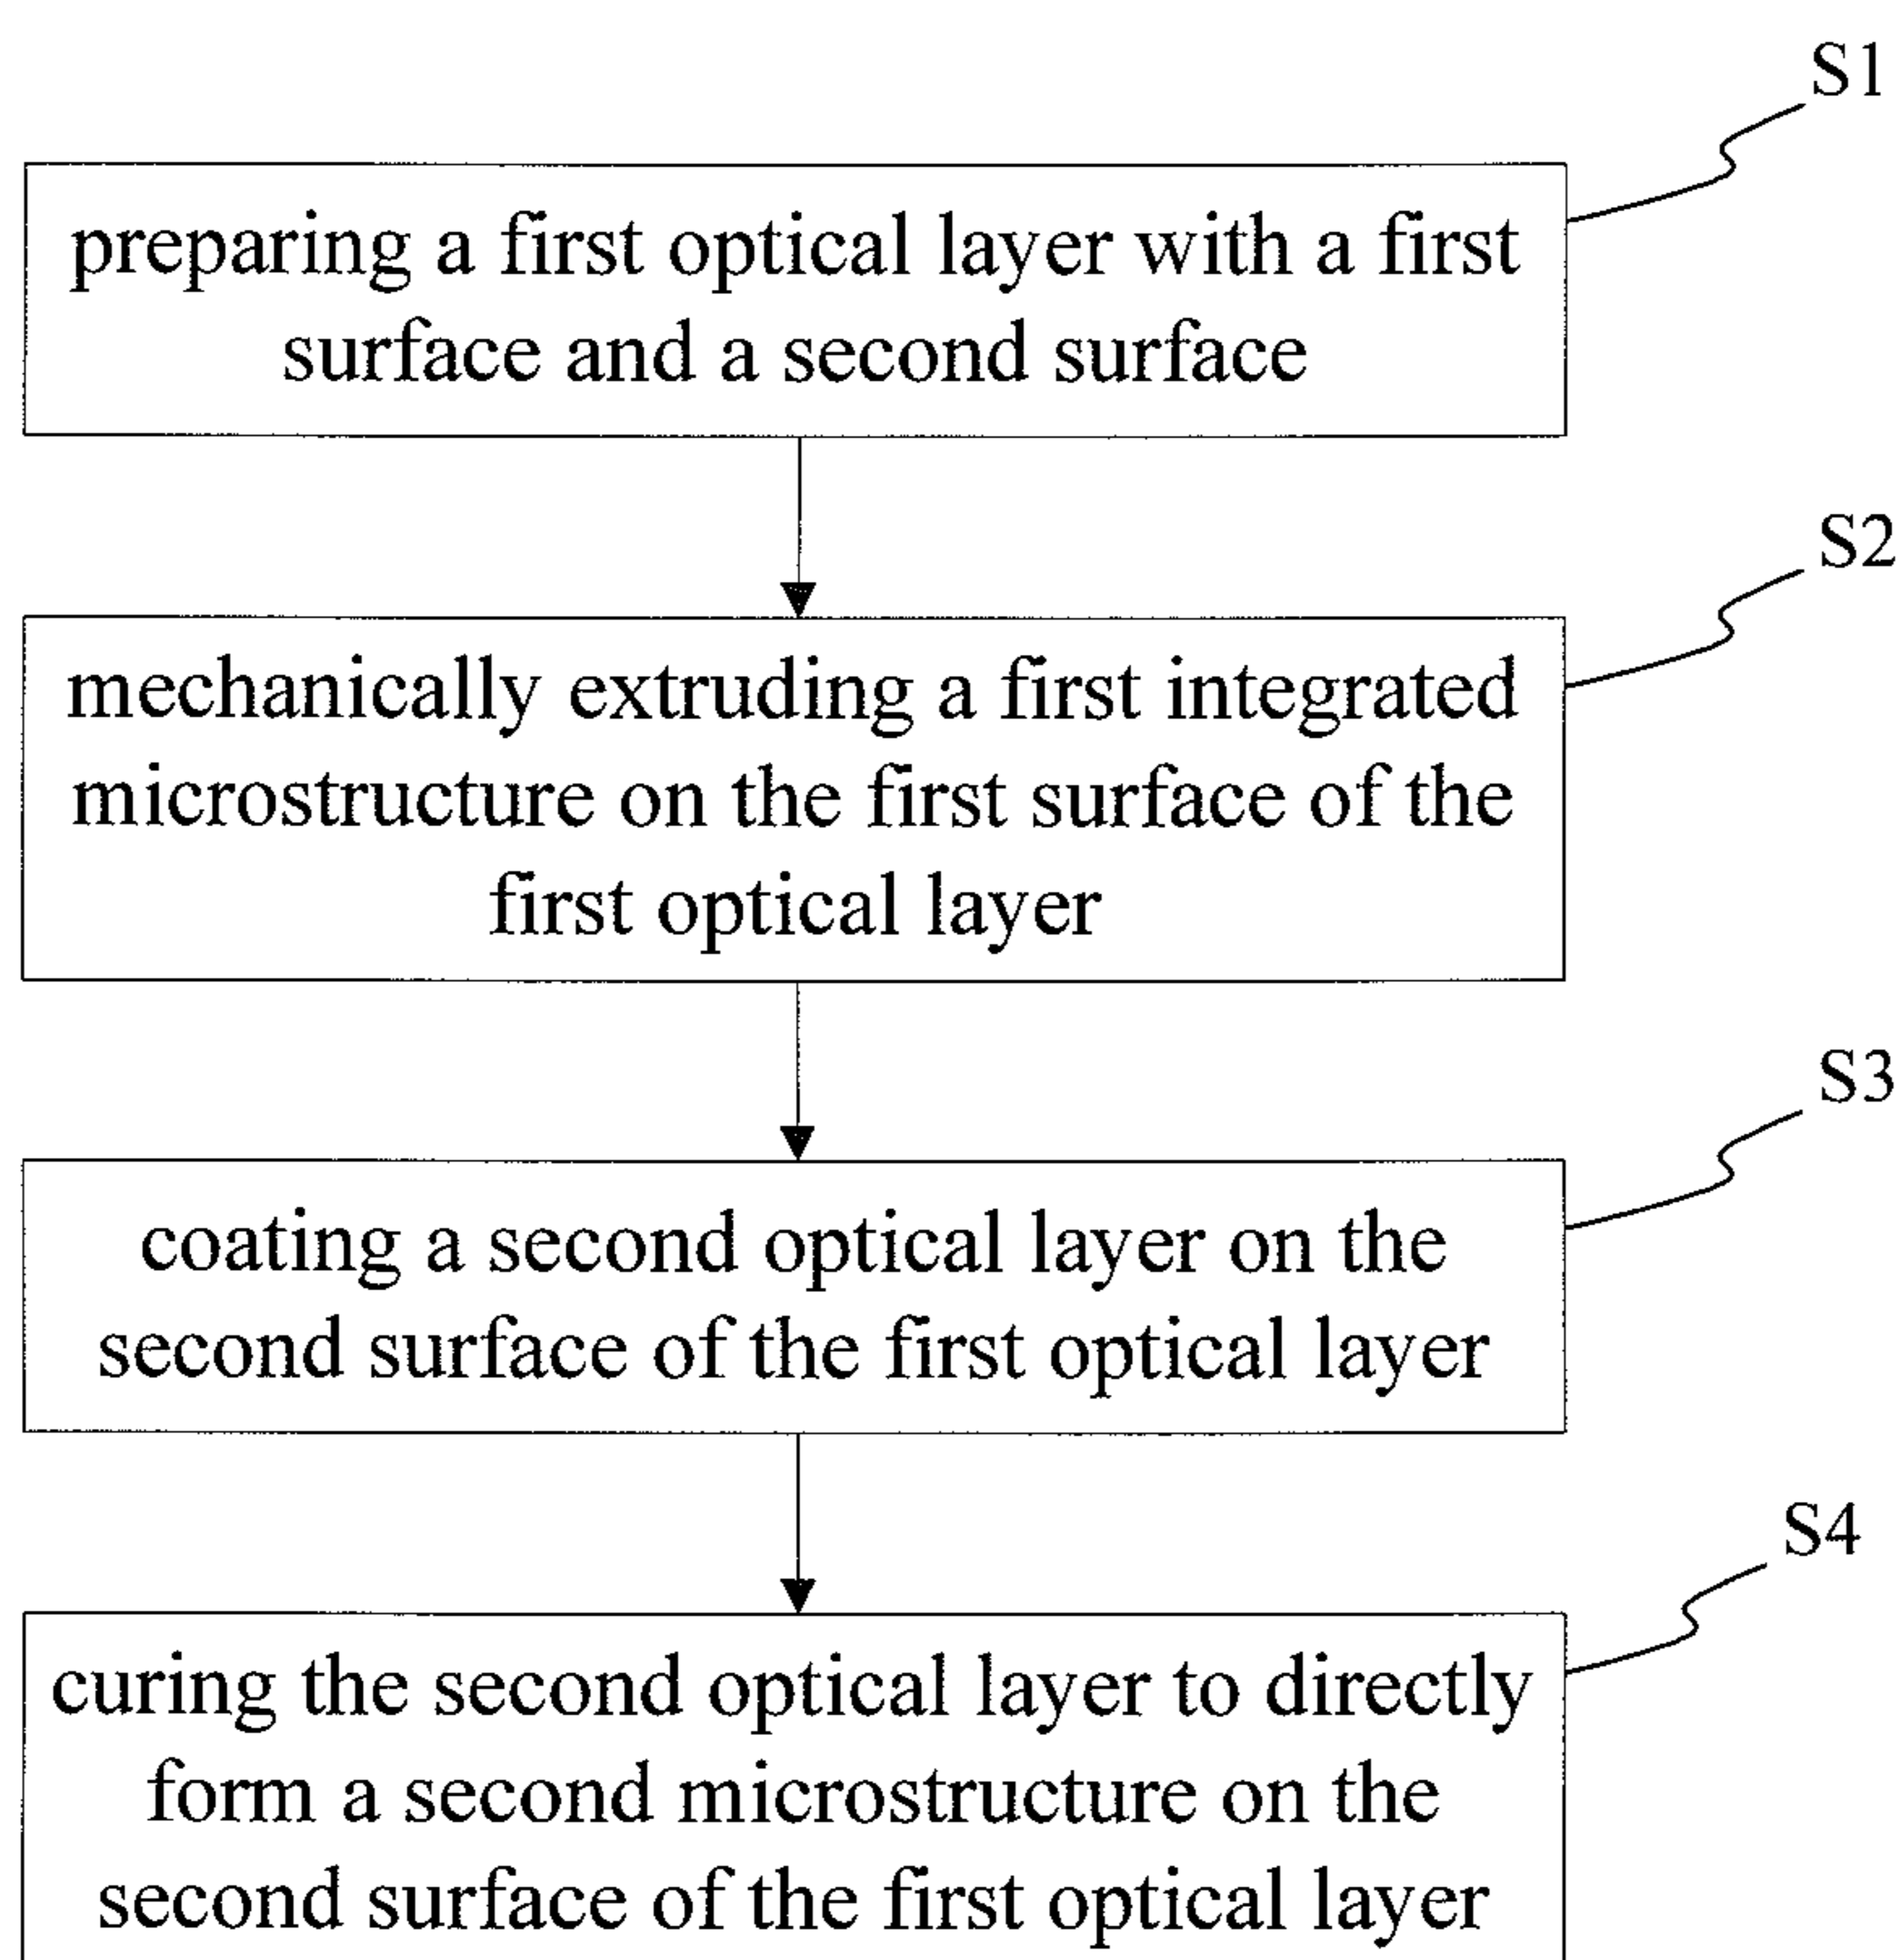 S1
preparing a first optical layer with a first
surface and a second surface
S2
mechanically extruding a first integrated
microstructure on the first surface of the
first optical layer
S3
coating a second optical layer on the
second surface of the first optical layer
S4
curing the second optical layer to directly
form a second microstructure on the
second surface of the first optical layer